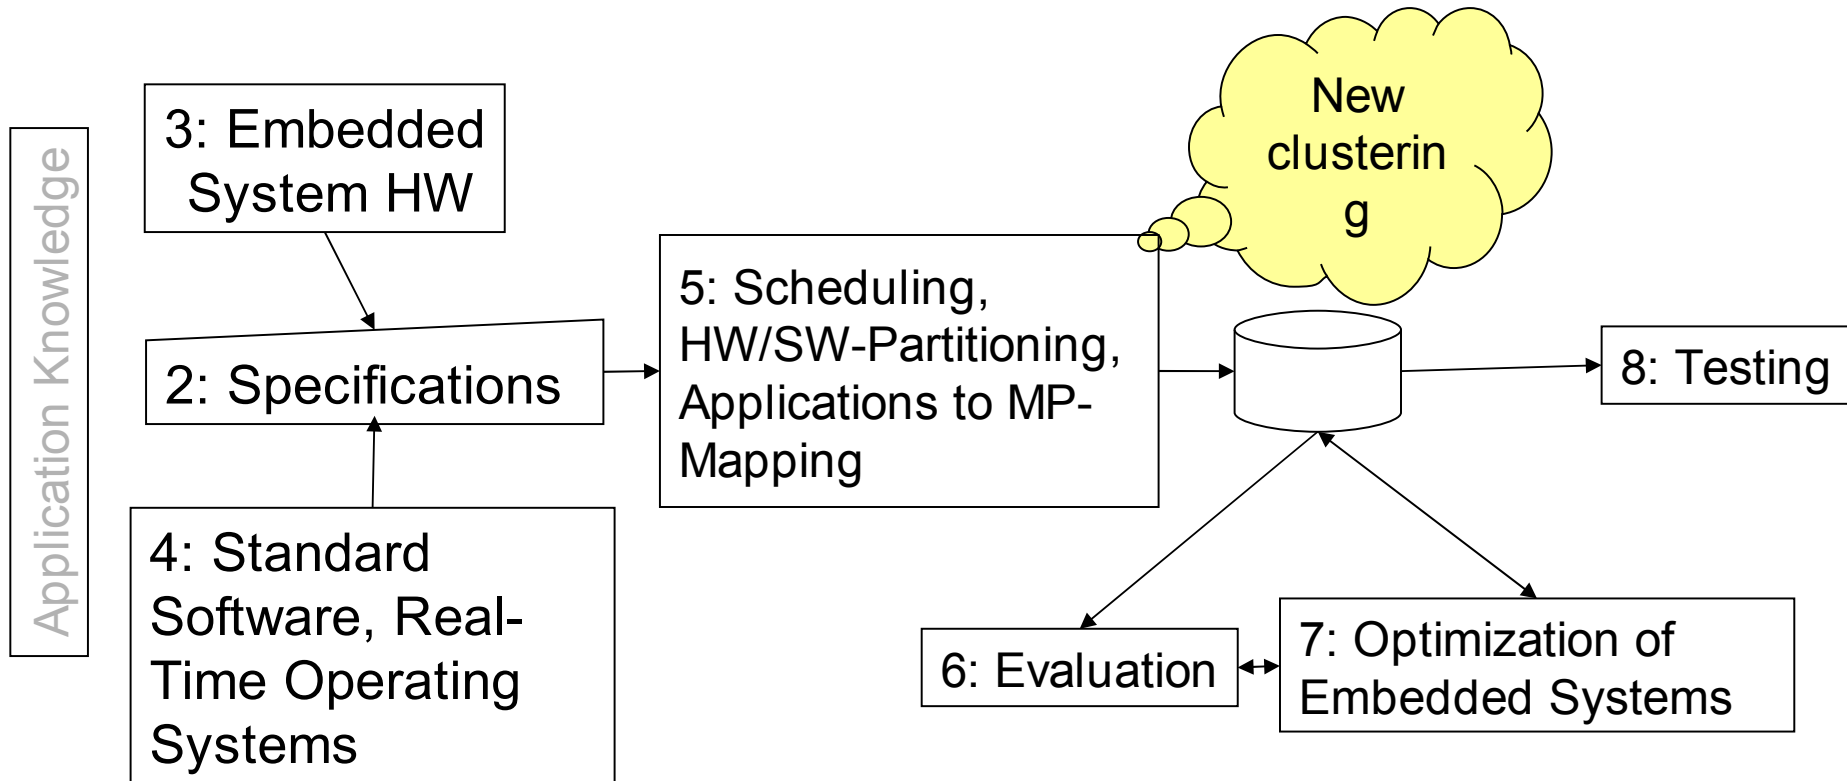 Application Knowledge
3: Embedded
System HW
2: Specifications
4: Standard
Software, Real-
Time Operating
Systems
5: Scheduling,
HW/SW-Partitioning,
Applications to MP-
Mapping
New
clusterin
g
8: Testing
6: Evaluation
7: Optimization of
Embedded Systems